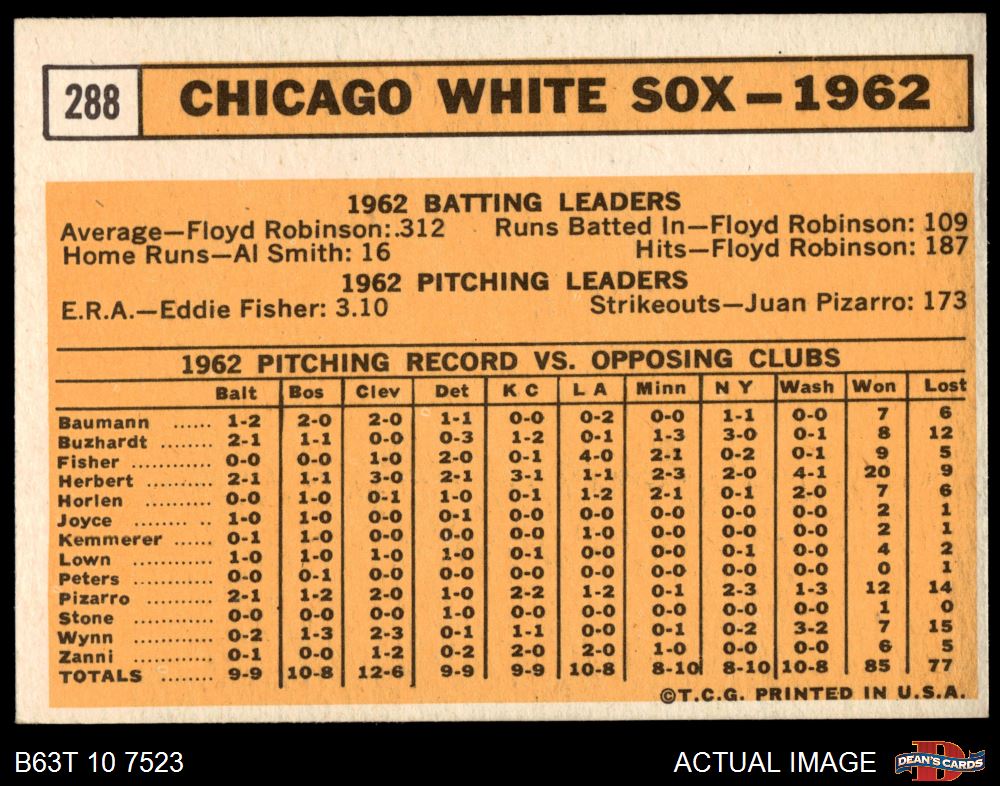 288 CHICAGO WHITE SOX – 1962
1962 BATTING LEADERS
Average—Floyd Robinson: .312 Runs Batted In—Floyd Robinson: 109
Home Runs—Al Smith: 16 Hits—Floyd Robinson: 187
1962 PITCHING LEADERS
E.R.A.—Eddie Fisher: 3.10 Strikeouts—Juan Pizarro: 173
1962 PITCHING RECORD VS. OPPOSING CLUBS
Balt Bos Clev Det K C L A Minn N Y Wash Won Lost
Baumann ...... 1-2 2-0 2-0 1-1 0-0 0-2 0-0 1-1 0-0 7 6
Buzhardt ........ 2-1 1-1 0-0 0-3 1-2 0-1 1-3 3-0 0-1 8 12
Fisher ............ 0-0 0-0 1-0 2-0 0-1 4-0 2-1 0-2 0-1 9 5
Herbert .......... 2-1 1-1 3-0 2-1 3-1 1-1 2-3 2-0 4-1 20 9
Horlen ........... 0-0 1-0 0-1 1-0 0-1 1-2 2-1 0-1 2-0 7 6
Joyce ........ .. 1-0 1-0 0-0 0-1 0-0 0-0 0-0 0-0 0-0 2 1
Kemmerer ...... 0-1 1-0 0-0 0-0 0-0 1-0 0-0 0-0 0-0 2 1
Lown ............ 1-0 1-0 1-0 1-0 0-1 0-0 0-0 0-1 0-0 4 2
Peters ............ 0-0 0-1 0-0 0-0 0-0 0-0 0-0 0-0 0-0 0 1
Pizarro .......... 2-1 1-2 2-0 1-0 2-2 1-2 0-1 2-3 1-3 12 14
Stone ............ 0-0 0-0 0-0 1-0 0-0 0-0 0-0 0-0 0-0 1 0
Wynn ............ 0-2 1-3 2-3 0-1 1-1 0-0 0-1 0-2 3-2 7 15
Zanni ............ 0-1 0-0 1-2 0-2 2-0 2-0 1-0 0-0 0-0 6 5
TOTALS ........ 9-9 10-8 12-6 9-9 9-9 10-8 8-10 8-10 10-8 85 77
©T.C.G. PRINTED IN U.S.A.
B63T 10 7523 ACTUAL IMAGE D DEAN'S CARDS